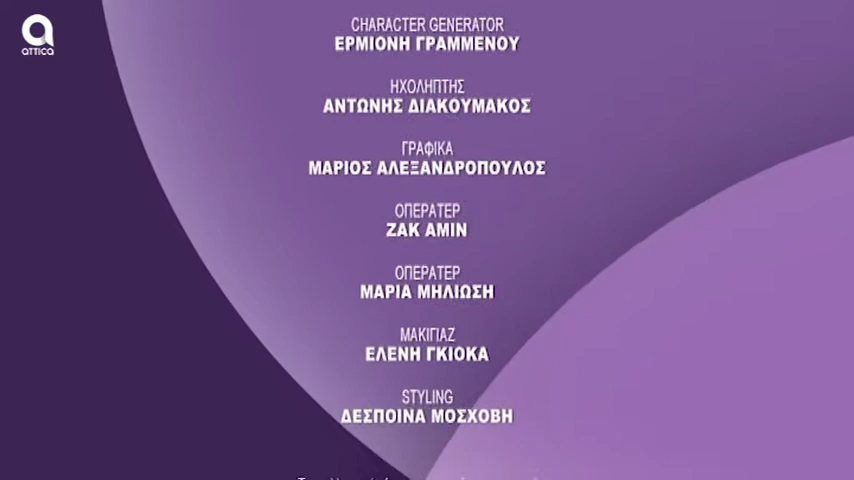 attica
CHARACTER GENERATOR
ΕΡΜΙΟΝΗ ΓΡΑΜΜΕΝΟΥ
ΗΧΟΛΗΠΤΗΣ
ΑΝΤΩΝΗΣ ΔΙΑΚΟΥΜΑΚΟΣ
ΓΡΑΦΙΚΑ
ΜΑΡΙΟΣ ΑΛΕΞΑΝΔΡΟΠΟΥΛΟΣ
ΟΠΕΡΑΤΕΡ
ΖΑΚ ΑΜΙΝ
ΟΠΕΡΑΤΕΡ
ΜΑΡΙΑ ΜΗΛΙΩΣΗ
ΜΑΚΙΓΙΑΖ
ΕΛΕΝΗ ΓΚΙΟΚΑ
STYLING
ΔΕΣΠΟΙΝΑ ΜΟΣΧΟΒΗ